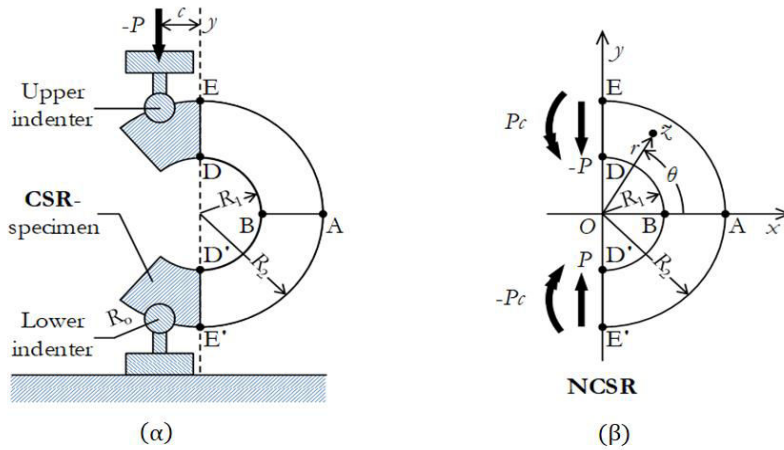 -P
c
y
Upper
indenter
E
D
R₁
CSR-
specimen
B
A
D'
R₂
Rₒ
Lower
indenter
E'
(α)
y
E
Pc
z
r
-P
D
θ
R₁
O
B
A
x
D'
P
R₂
-Pc
E'
NCSR
(β)